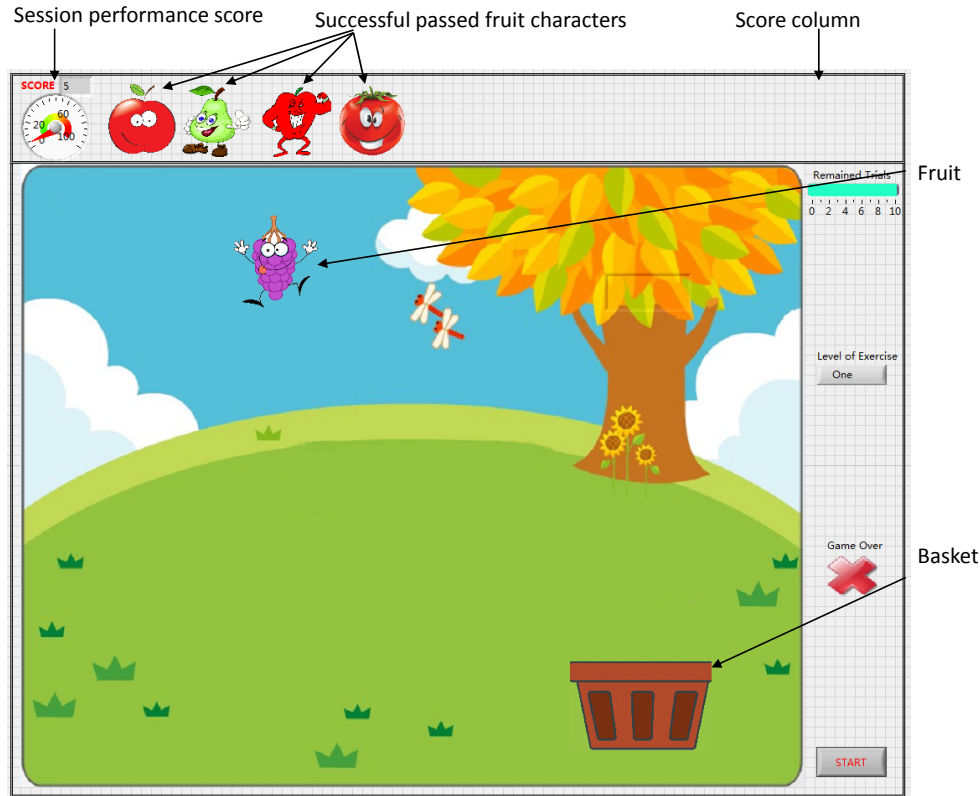 Session performance score
Successful passed fruit characters
Score column
SCORE 5
0 20 60 100
Remained Trials
0 2 4 6 8 10
Fruit
Level of Exercise
One
Game Over
Basket
START